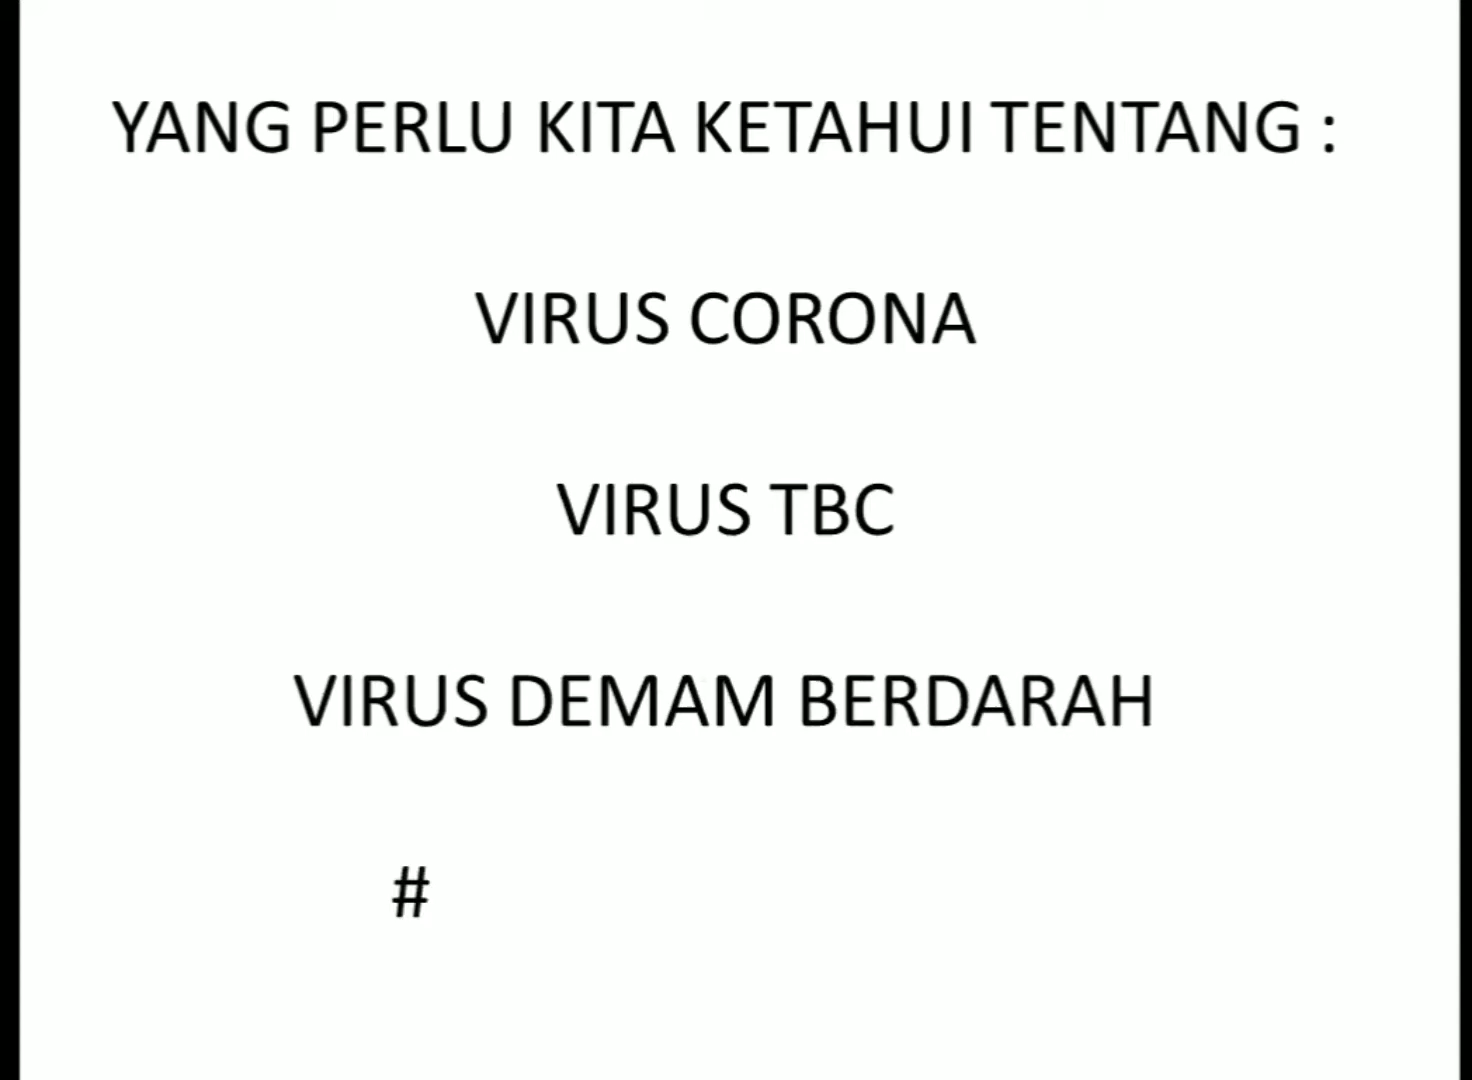 YANG PERLU KITA KETAHUI TENTANG :
VIRUS CORONA
VIRUS TBC
VIRUS DEMAM BERDARAH
#